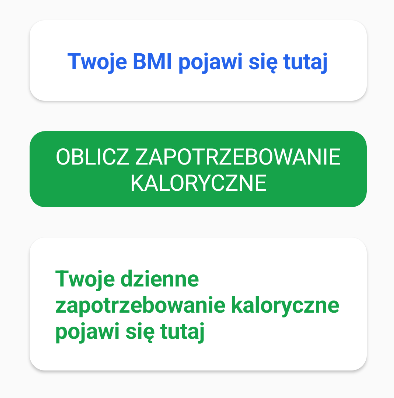 Twoje BMI pojawi się tutaj
OBLICZ ZAPOTRZEBOWANIE
KALORYCZNE
Twoje dzienne
zapotrzebowanie kaloryczne
pojawi się tutaj